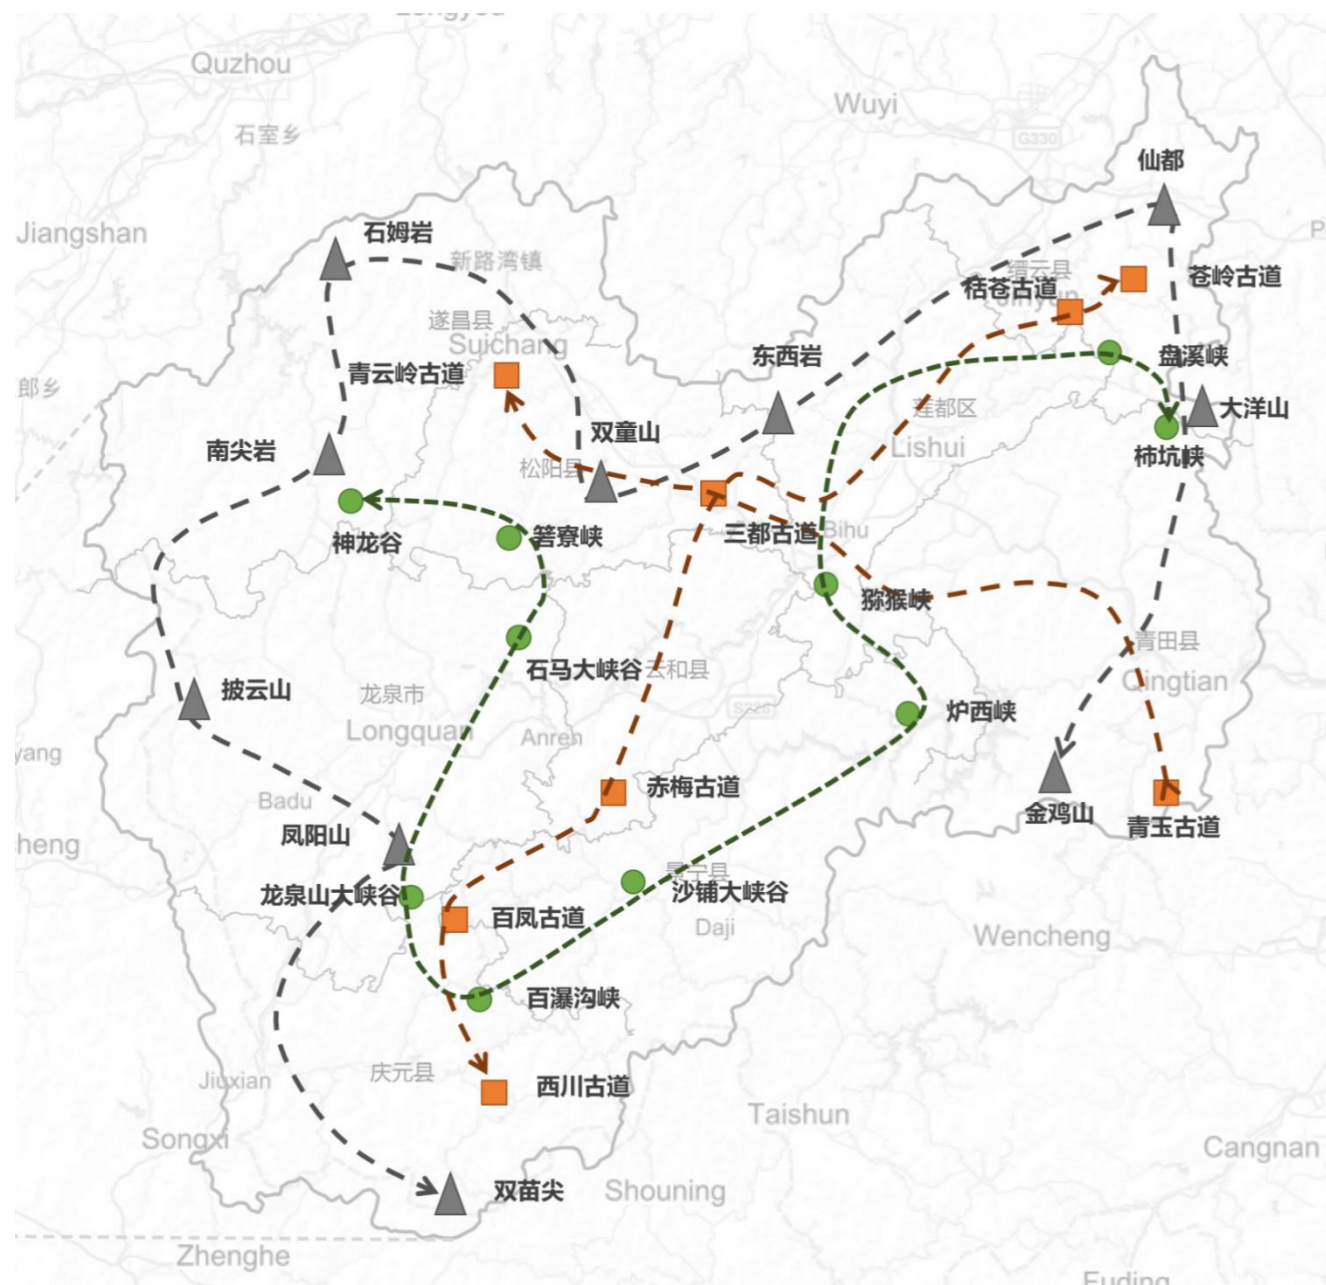 Quzhou
Wuyi
石室乡
G330
仙都
Jiangshan
石姆岩
新路湾镇
缙云县
苍岭古道
括苍古道
Jinyun
遂昌县
Suichang
东西岩
盘溪峡
青云岭古道
郎乡
莲都区
大洋山
双童山
Lishui
南尖岩
松阳县
柿坑峡
神龙谷
箬寮峡
三都古道
Bihu
猕猴峡
青田县
石马大峡谷
云和县
Qingtian
披云山
龙泉市
S226
炉西峡
Longquan
Anren
yang
赤梅古道
Badu
金鸡山
青玉古道
凤阳山
heng
景宁县
龙泉山大峡谷
沙铺大峡谷
百凤古道
Daji
Wencheng
百瀑沟峡
庆元县
Jiuxian
西川古道
Taishun
Songxi
Cangnan
双苗尖
Shouning
Zhenghe
Fuding